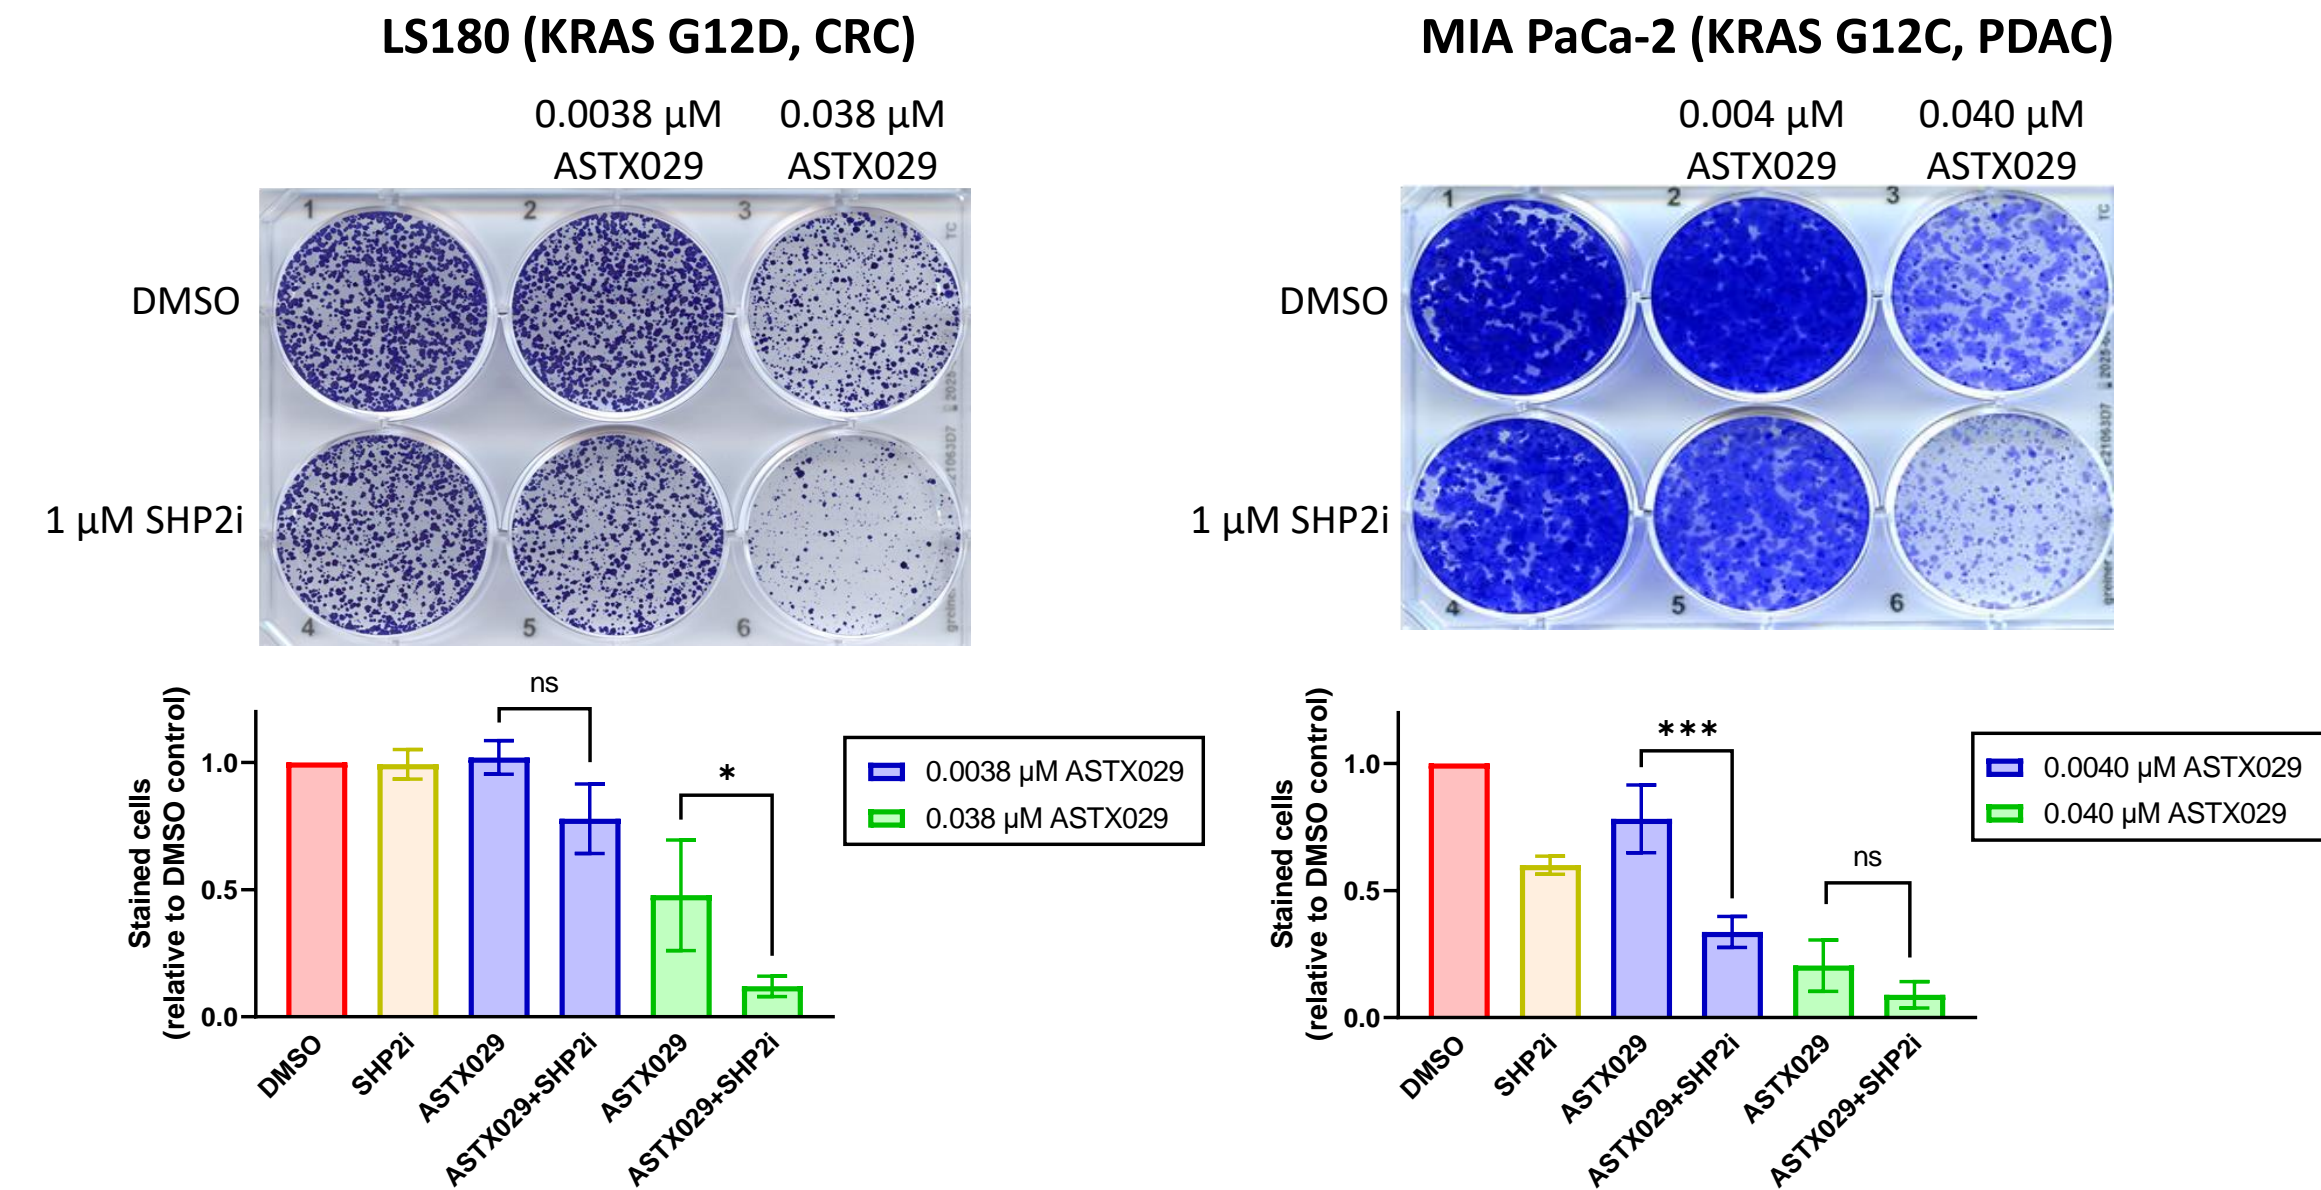 LS180 (KRAS G12D, CRC)
0.0038 µM
ASTX029
0.038 µM
ASTX029
DMSO
1 µM SHP2i
1
2
3
4
5
6
TC
Stained cells
(relative to DMSO control)
1.0
0.5
0.0
ns
*
DMSO
SHP2i
ASTX029
ASTX029+SHP2i
ASTX029
ASTX029+SHP2i
0.0038 µM ASTX029
0.038 µM ASTX029
MIA PaCa-2 (KRAS G12C, PDAC)
0.004 µM
ASTX029
0.040 µM
ASTX029
DMSO
1 µM SHP2i
1
2
3
4
5
6
TC
greiner
Stained cells
(relative to DMSO control)
1.0
0.5
0.0
***
ns
DMSO
SHP2i
ASTX029
ASTX029+SHP2i
ASTX029
ASTX029+SHP2i
0.0040 µM ASTX029
0.040 µM ASTX029